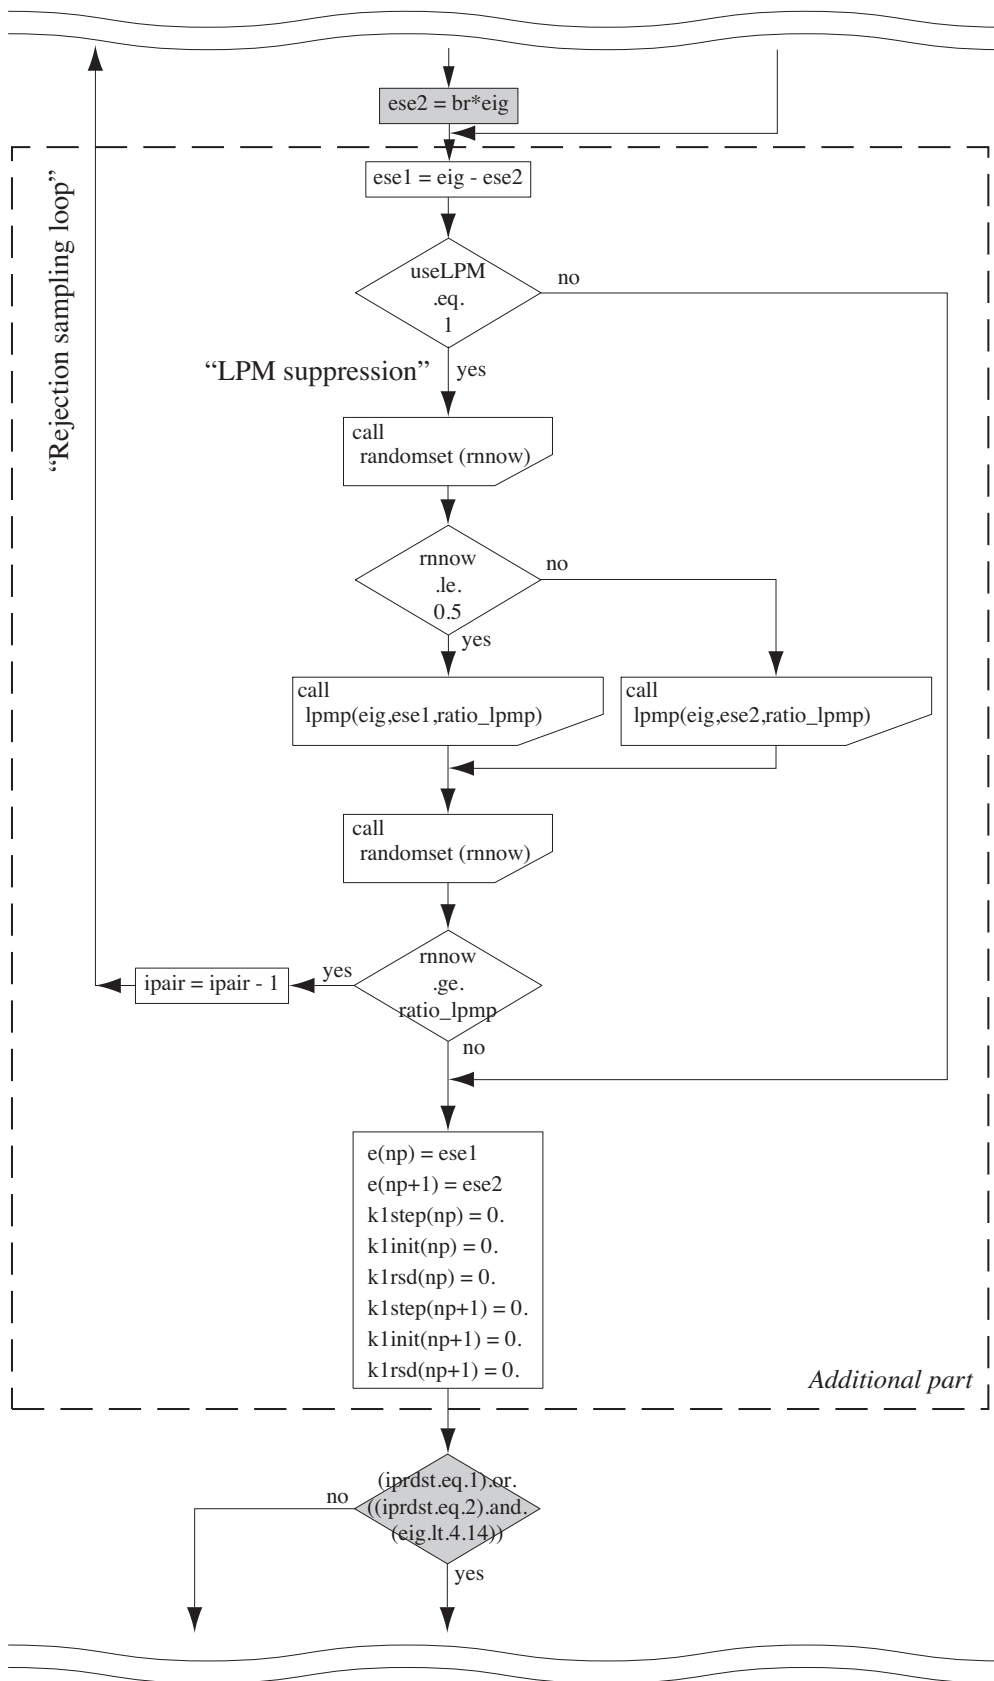 ese2 = br*eig
ese1 = eig - ese2
“Rejection sampling loop”
useLPM
.eq.
1
no
“LPM suppression”
yes
call
randomset (rnnow)
rnnow
.le.
0.5
no
yes
call
lpmp(eig,ese1,ratio_lpmp)
call
lpmp(eig,ese2,ratio_lpmp)
call
randomset (rnnow)
rnnow
.ge.
ratio_lpmp
yes
ipair = ipair - 1
no
e(np) = ese1
e(np+1) = ese2
k1step(np) = 0.
k1init(np) = 0.
k1rsd(np) = 0.
k1step(np+1) = 0.
k1init(np+1) = 0.
k1rsd(np+1) = 0.
Additional part
(iprdst.eq.1).or.
((iprdst.eq.2).and.
(eig.lt.4.14))
no
yes